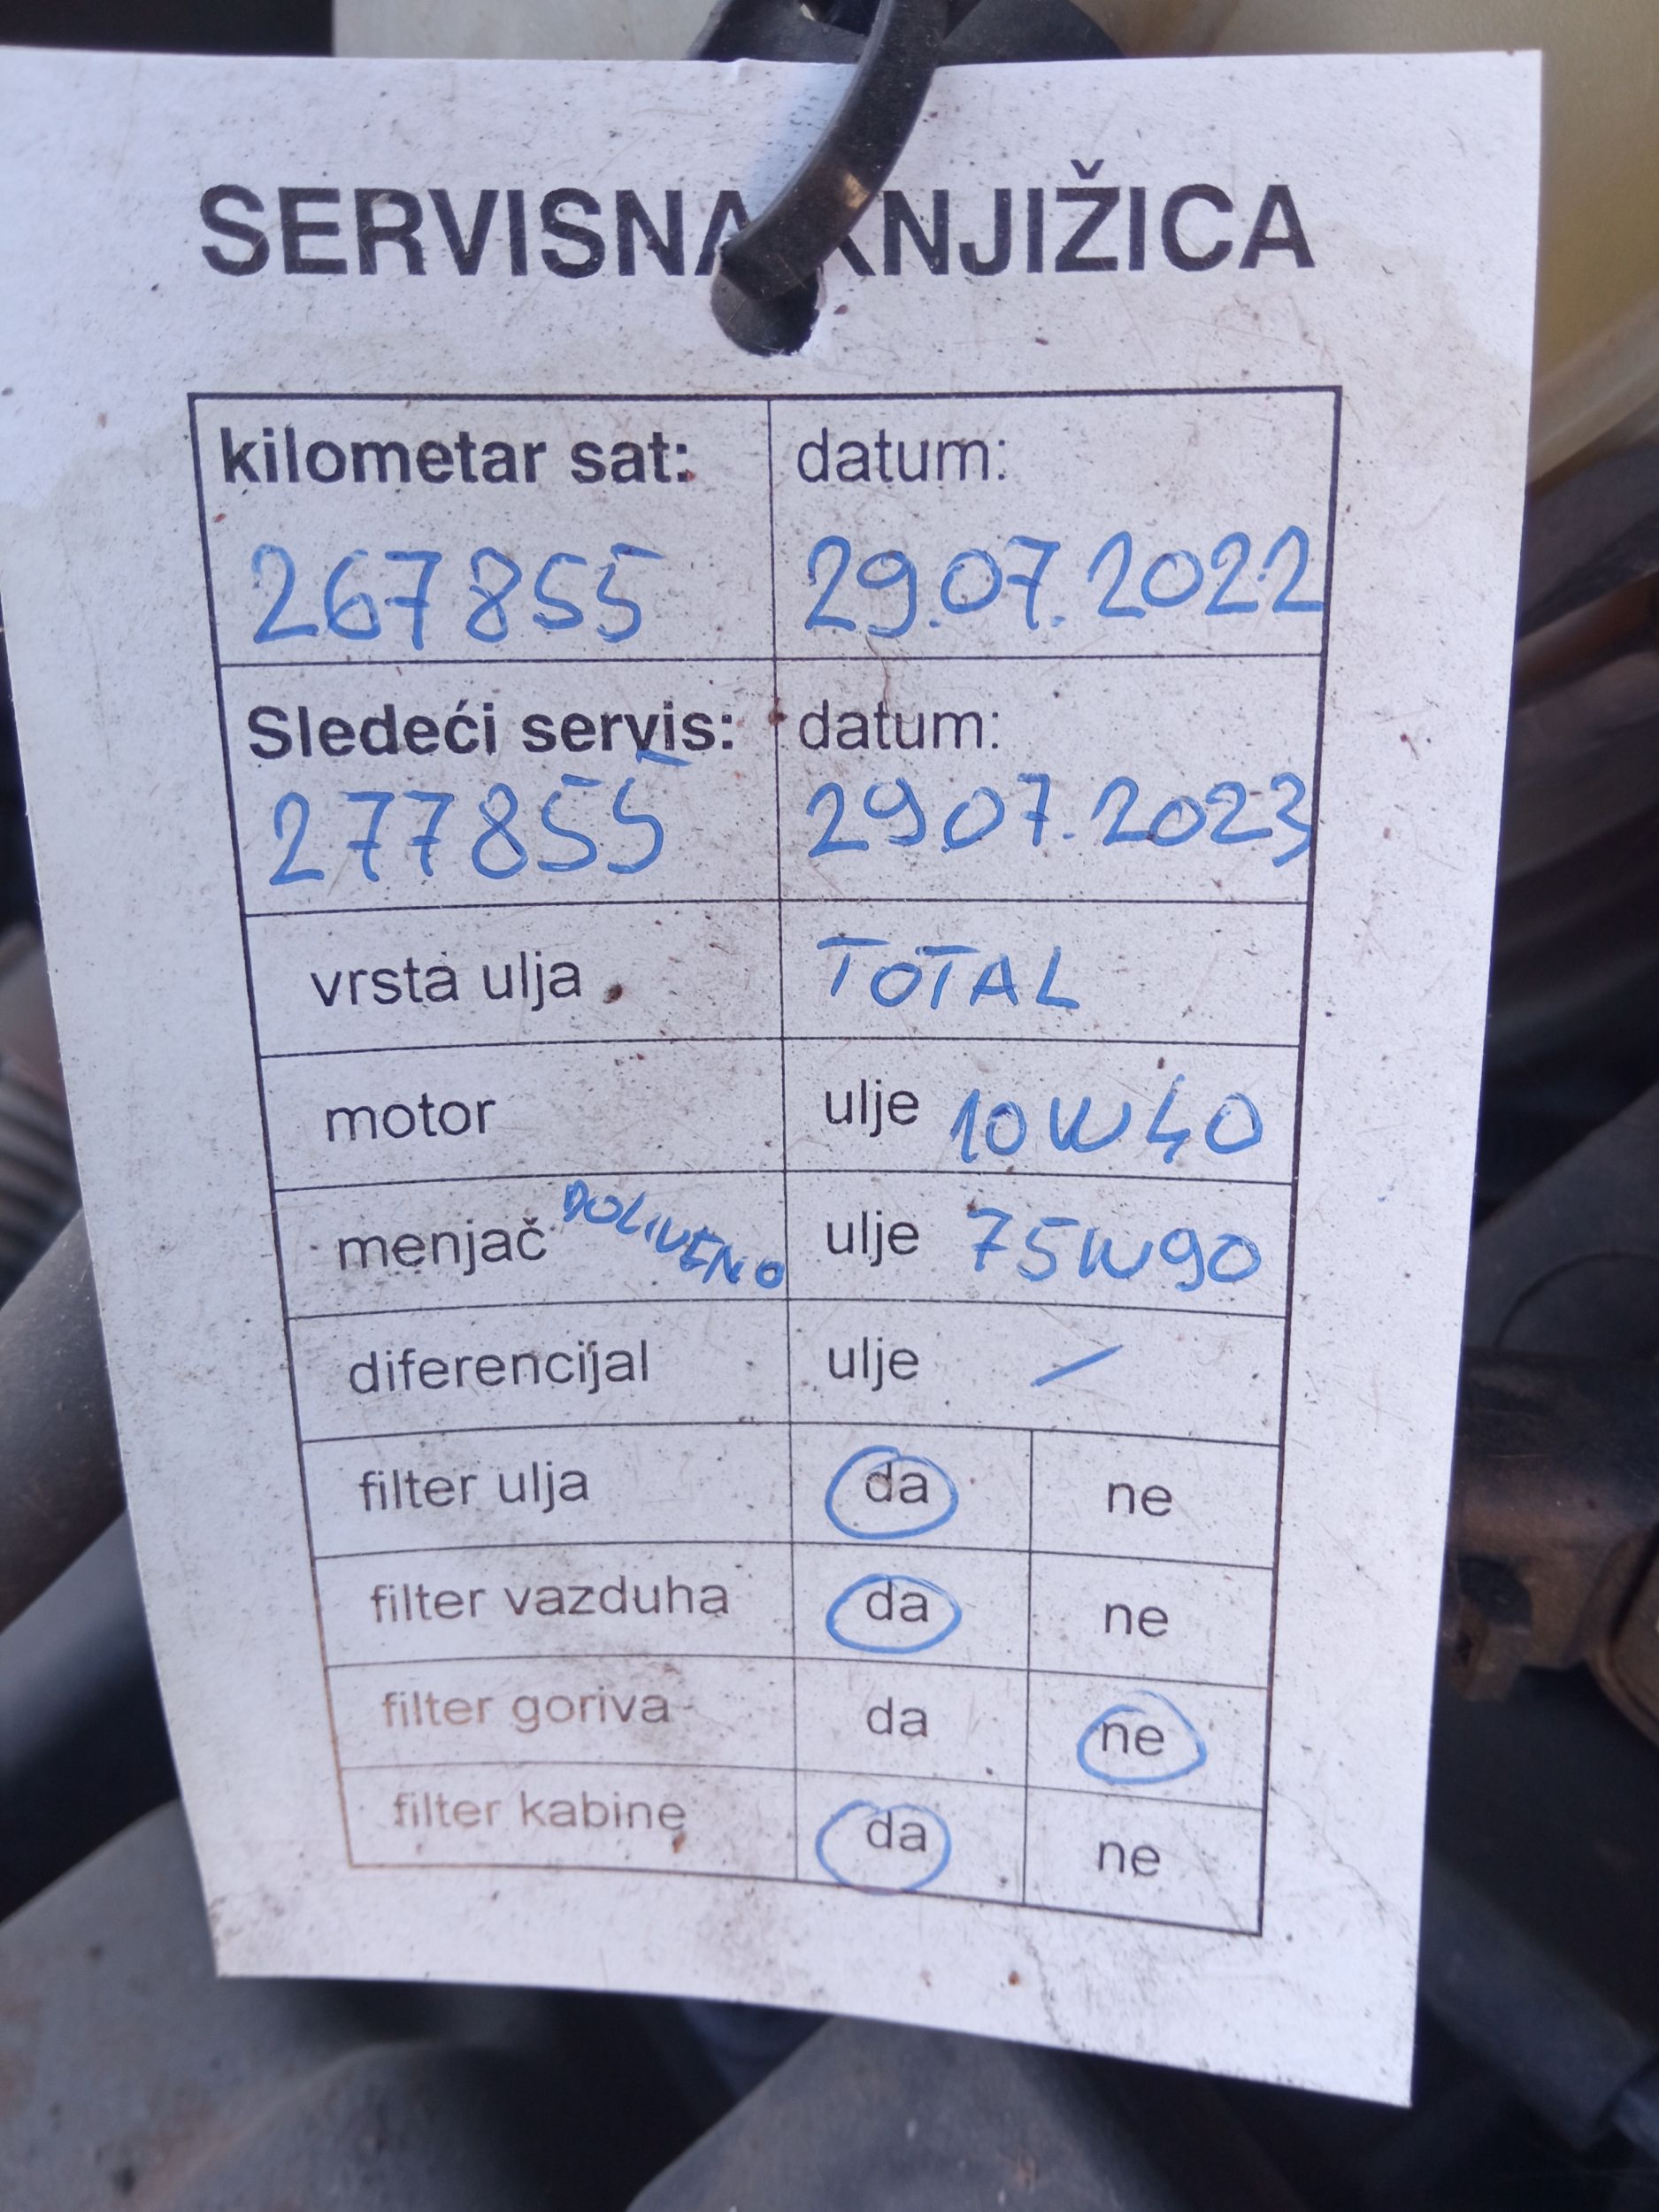 SERVISNA KNJIŽICA
kilometar sat: datum:
267855 29.07.2022
Sledeći servis: datum:
277855 29.07.2023
vrsta ulja TOTAL
motor ulje 10W40
menjač DOLIVENO ulje 75W90
diferencijal ulje /
filter ulja da ne
filter vazduha da ne
filter goriva da ne
filter kabine da ne